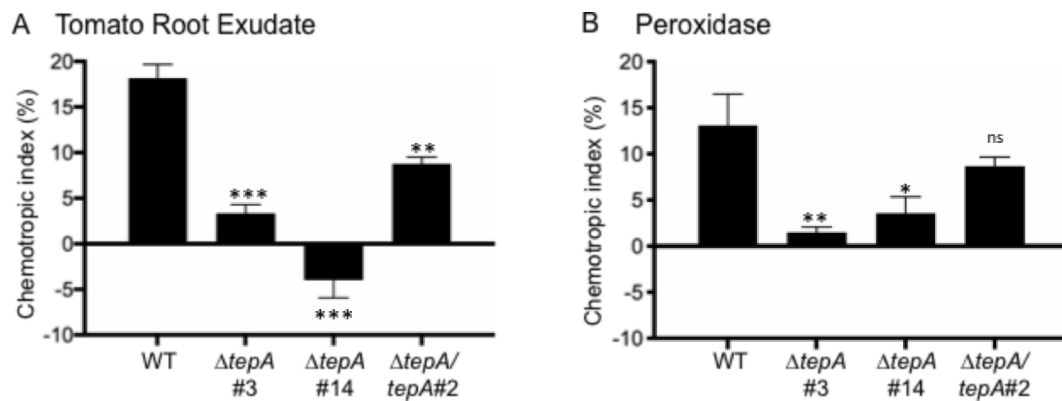 A Tomato Root Exudate
Chemotropic index (%)
20
15
10
5
0
-5
-10
***
***
**
WT
ΔtepA
#3
ΔtepA
#14
ΔtepA/
tepA#2
B Peroxidase
Chemotropic index (%)
20
15
10
5
0
-5
-10
**
*
ns
WT
ΔtepA
#3
ΔtepA
#14
ΔtepA/
tepA#2